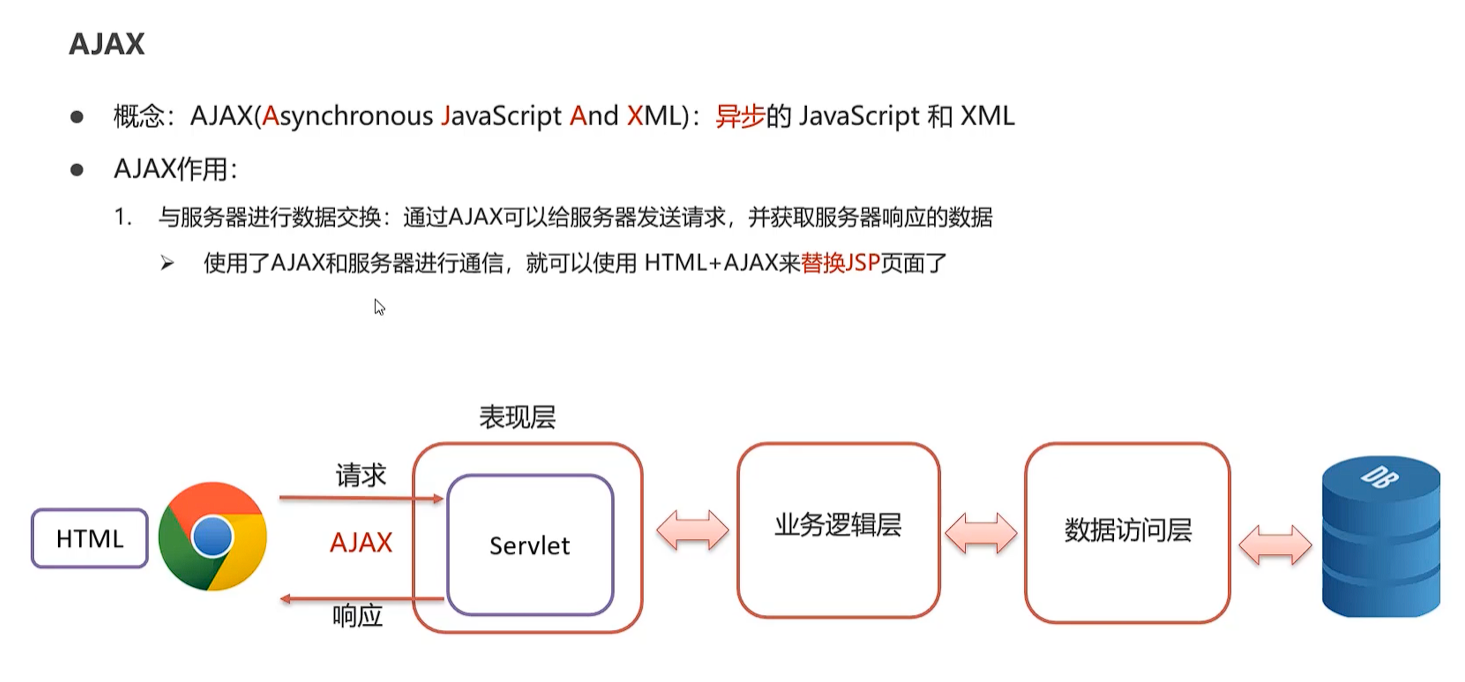 AJAX
● 概念：AJAX(Asynchronous JavaScript And XML)：异步的 JavaScript 和 XML
● AJAX作用：
1. 与服务器进行数据交换：通过AJAX可以给服务器发送请求，并获取服务器响应的数据
➢ 使用了AJAX和服务器进行通信，就可以使用 HTML+AJAX来替换JSP页面了
表现层
请求
HTML
AJAX
Servlet
响应
业务逻辑层
数据访问层
DB